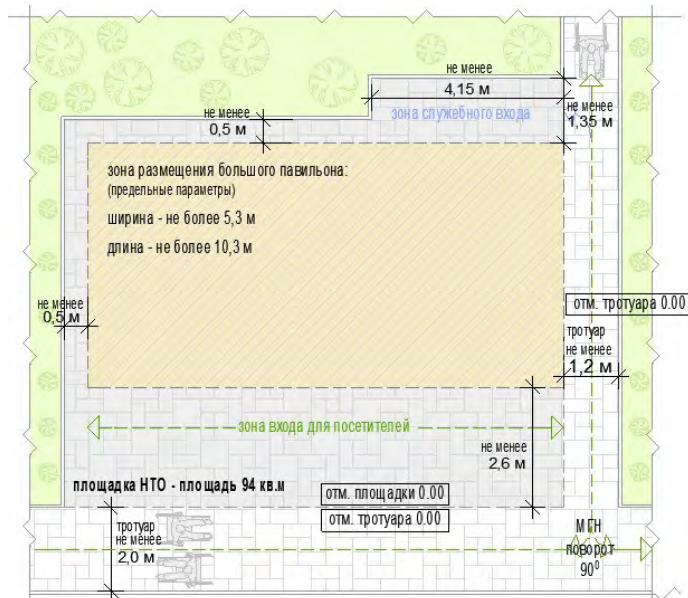 не менее
4,15 м
не менее
0,5 м
зона служебного входа
не менее
1,35 м
зона размещения большого павильона:
(предельные параметры)
ширина - не более 5,3 м
длина - не более 10,3 м
не менее
0,5 м
отм. тротуара 0.00
тротуар
не менее
1,2 м
зона входа для посетителей
не менее
2,6 м
площадка НТО - площадь 94 кв.м
отм. площадки 0.00
отм. тротуара 0.00
тротуар
не менее
2,0 м
МГН
поворот
90⁰